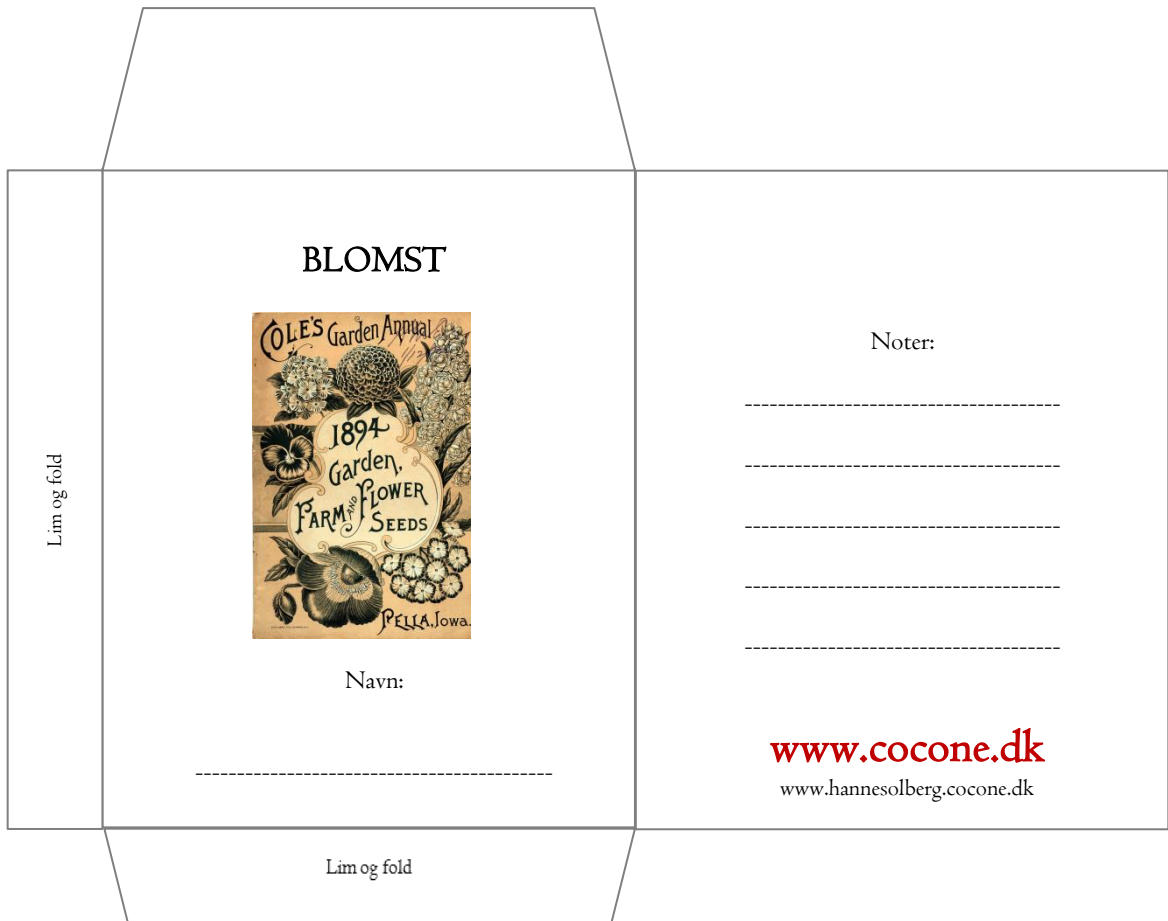 Lim og fold
BLOMST
COLE'S Garden Annual
1894
Garden,
FARM AND FLOWER
SEEDS
PELLA, Iowa.
Navn:
Noter:
www.cocone.dk
www.hannesolberg.cocone.dk
Lim og fold